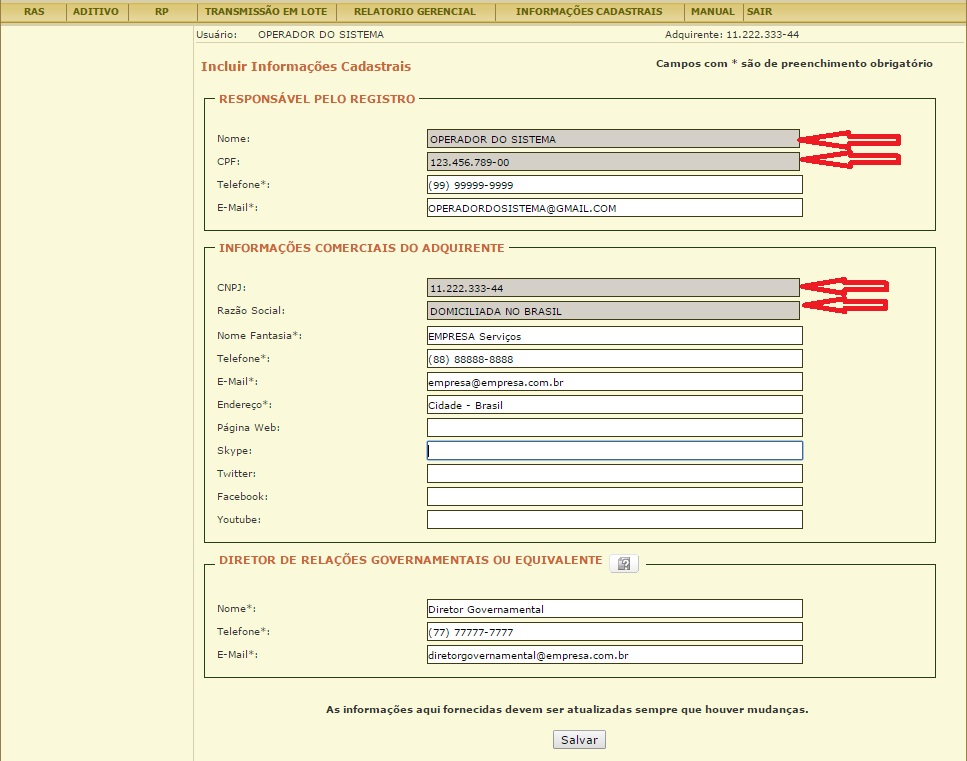 RAS ADITIVO RP TRANSMISSÃO EM LOTE RELATORIO GERENCIAL INFORMAÇÕES CADASTRAIS MANUAL SAIR
Usuário: OPERADOR DO SISTEMA Adquirente: 11.222.333-44
Incluir Informações Cadastrais Campos com * são de preenchimento obrigatório
RESPONSÁVEL PELO REGISTRO
Nome: OPERADOR DO SISTEMA
CPF: 123.456.789-00
Telefone*: (99) 99999-9999
E-Mail*: OPERADORDOSISTEMA@GMAIL.COM
INFORMAÇÕES COMERCIAIS DO ADQUIRENTE
CNPJ: 11.222.333-44
Razão Social: DOMICILIADA NO BRASIL
Nome Fantasia*: EMPRESA Serviços
Telefone*: (88) 88888-8888
E-Mail*: empresa@empresa.com.br
Endereço*: Cidade - Brasil
Página Web:
Skype:
Twitter:
Facebook:
Youtube:
DIRETOR DE RELAÇÕES GOVERNAMENTAIS OU EQUIVALENTE
Nome*: Diretor Governamental
Telefone*: (77) 77777-7777
E-Mail*: diretorgovernamental@empresa.com.br
As informações aqui fornecidas devem ser atualizadas sempre que houver mudanças.
Salvar